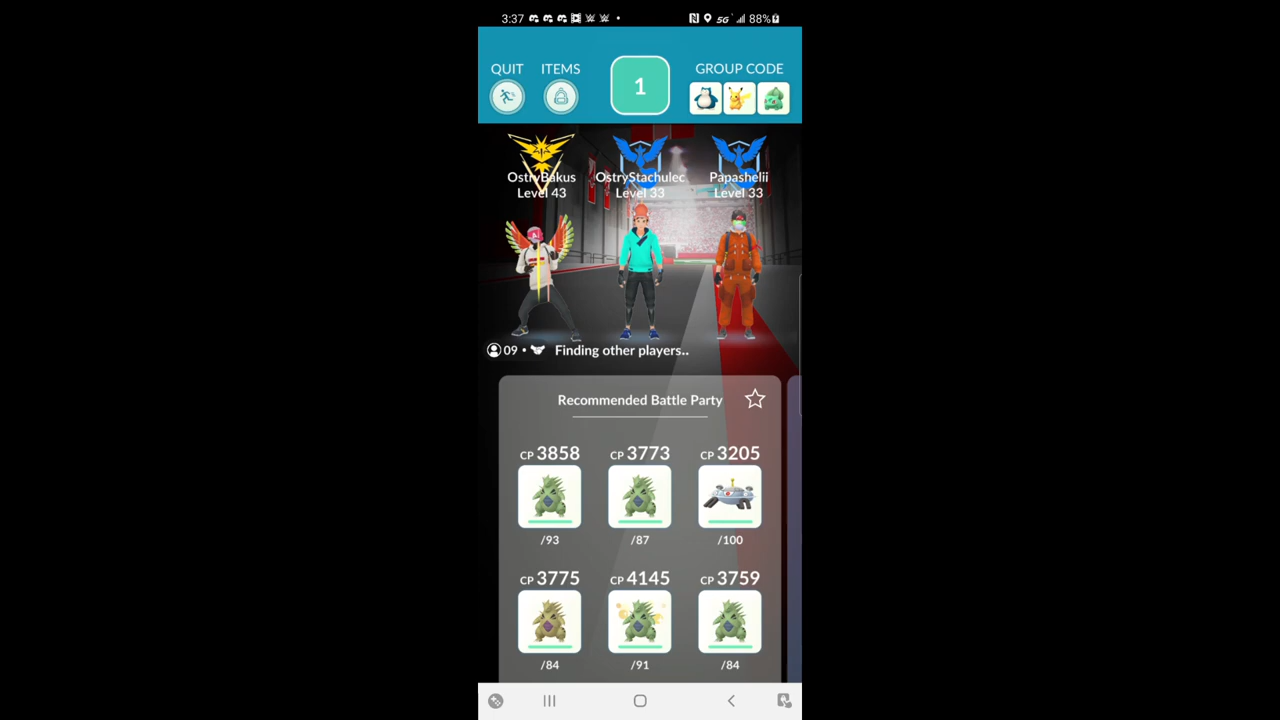 3:37 5G 88%
QUIT ITEMS 1 GROUP CODE
OstryBakus OstryStachulec Papashelii
Level 43 Level 33 Level 33
09 • Finding other players..
Recommended Battle Party
CP 3858 CP 3773 CP 3205
/93 /87 /100
CP 3775 CP 4145 CP 3759
/84 /91 /84